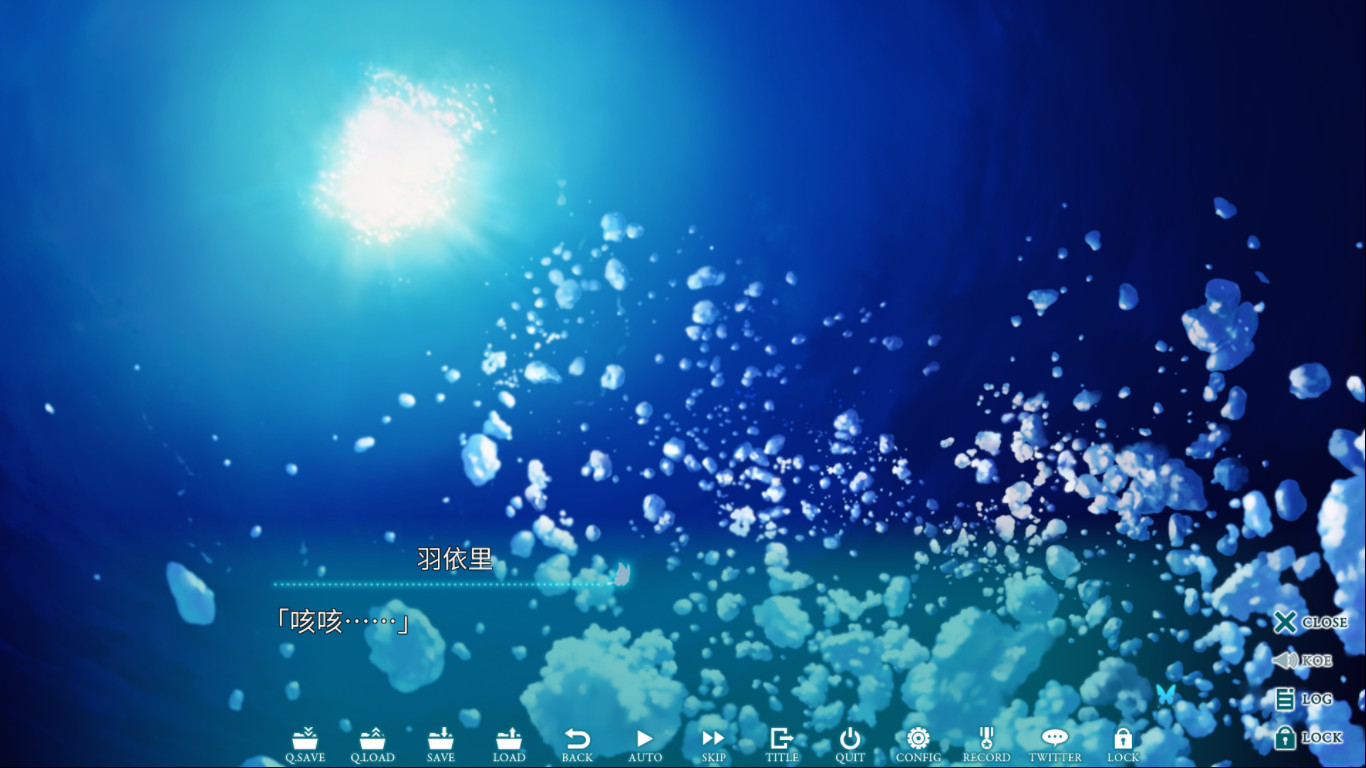 羽依里
「咳咳……」
CLOSE
KOE
LOG
LOCK
Q.SAVE Q.LOAD SAVE LOAD BACK AUTO SKIP TITLE QUIT CONFIG RECORD TWITTER LOCK